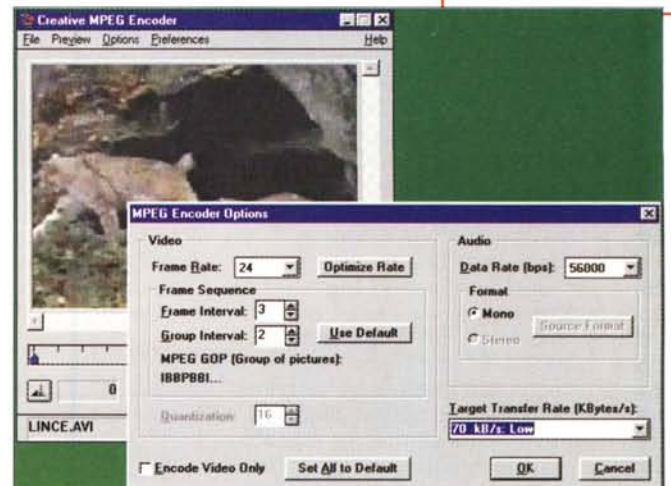 Creative MPEG Encoder
File Preview Options Preferences Help
0
LINCE.AVI
MPEG Encoder Options
Video
Frame Rate: 24 Optimize Rate
Frame Sequence
Frame Interval: 3
Group Interval: 2 Use Default
MPEG GOP (Group of pictures):
IBBPBBI...
Quantization: 16
Audio
Data Rate (bps): 56000
Format
Mono
Stereo
Source Format
Target Transfer Rate (KBytes/s):
70 kB/s: Low
Encode Video Only Set All to Default OK Cancel